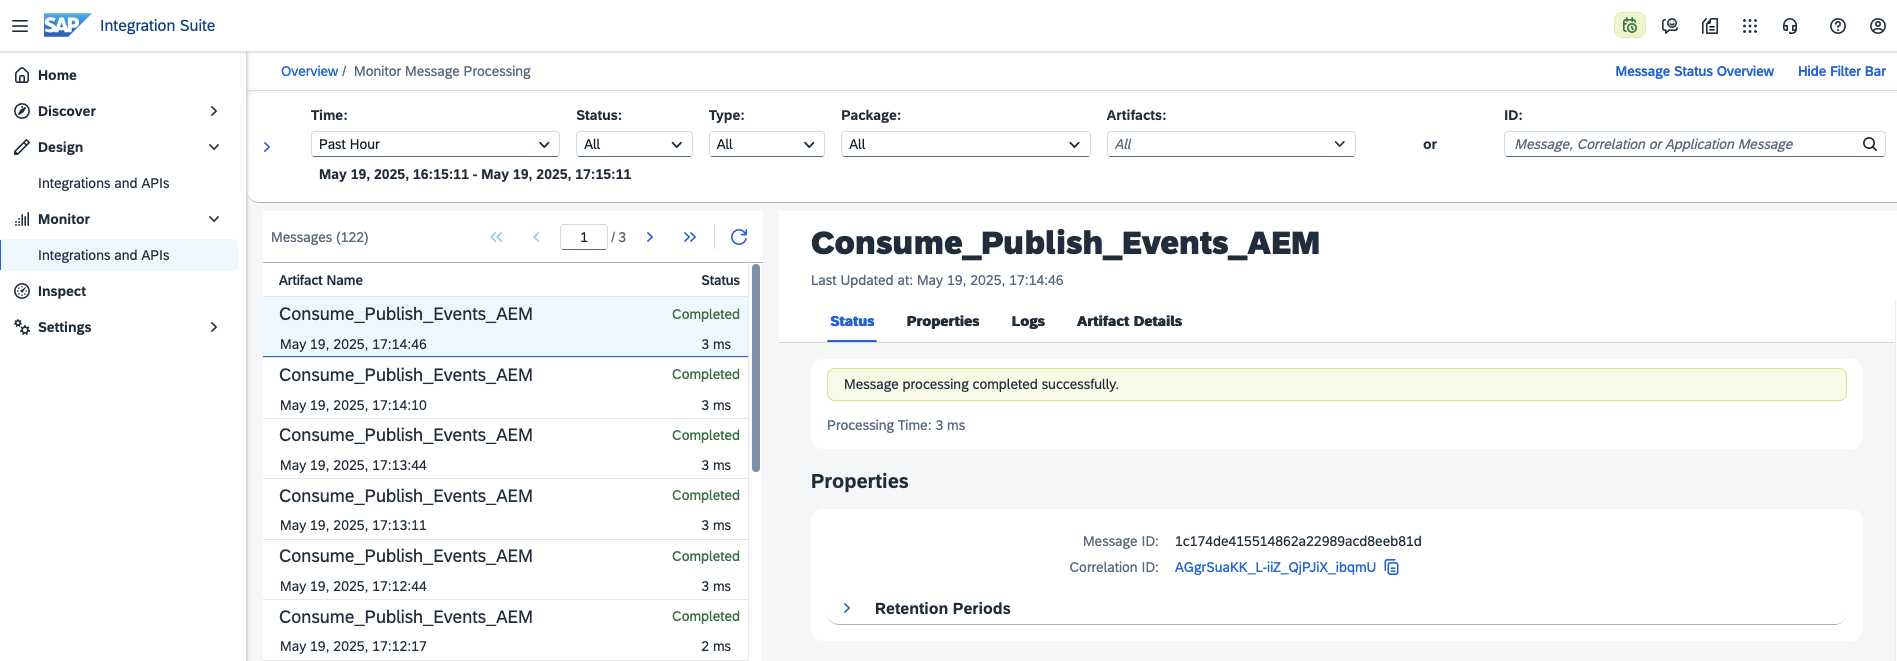 SAP Integration Suite
Home
Discover
Design
Integrations and APIs
Monitor
Integrations and APIs
Inspect
Settings
Overview / Monitor Message Processing
Message Status Overview Hide Filter Bar
Time: Status: Type: Package: Artifacts: ID:
Past Hour All All All All or Message, Correlation or Application Message
May 19, 2025, 16:15:11 - May 19, 2025, 17:15:11
Messages (122) 1 / 3
Artifact Name Status
Consume_Publish_Events_AEM Completed
May 19, 2025, 17:14:46 3 ms
Consume_Publish_Events_AEM Completed
May 19, 2025, 17:14:10 3 ms
Consume_Publish_Events_AEM Completed
May 19, 2025, 17:13:44 3 ms
Consume_Publish_Events_AEM Completed
May 19, 2025, 17:13:11 3 ms
Consume_Publish_Events_AEM Completed
May 19, 2025, 17:12:44 3 ms
Consume_Publish_Events_AEM Completed
May 19, 2025, 17:12:17 2 ms
Consume_Publish_Events_AEM
Last Updated at: May 19, 2025, 17:14:46
Status Properties Logs Artifact Details
Message processing completed successfully.
Processing Time: 3 ms
Properties
Message ID: 1c174de415514862a22989acd8eeb81d
Correlation ID: AGgrSuaKK_L-iiZ_QjPJiX_ibqmU
Retention Periods